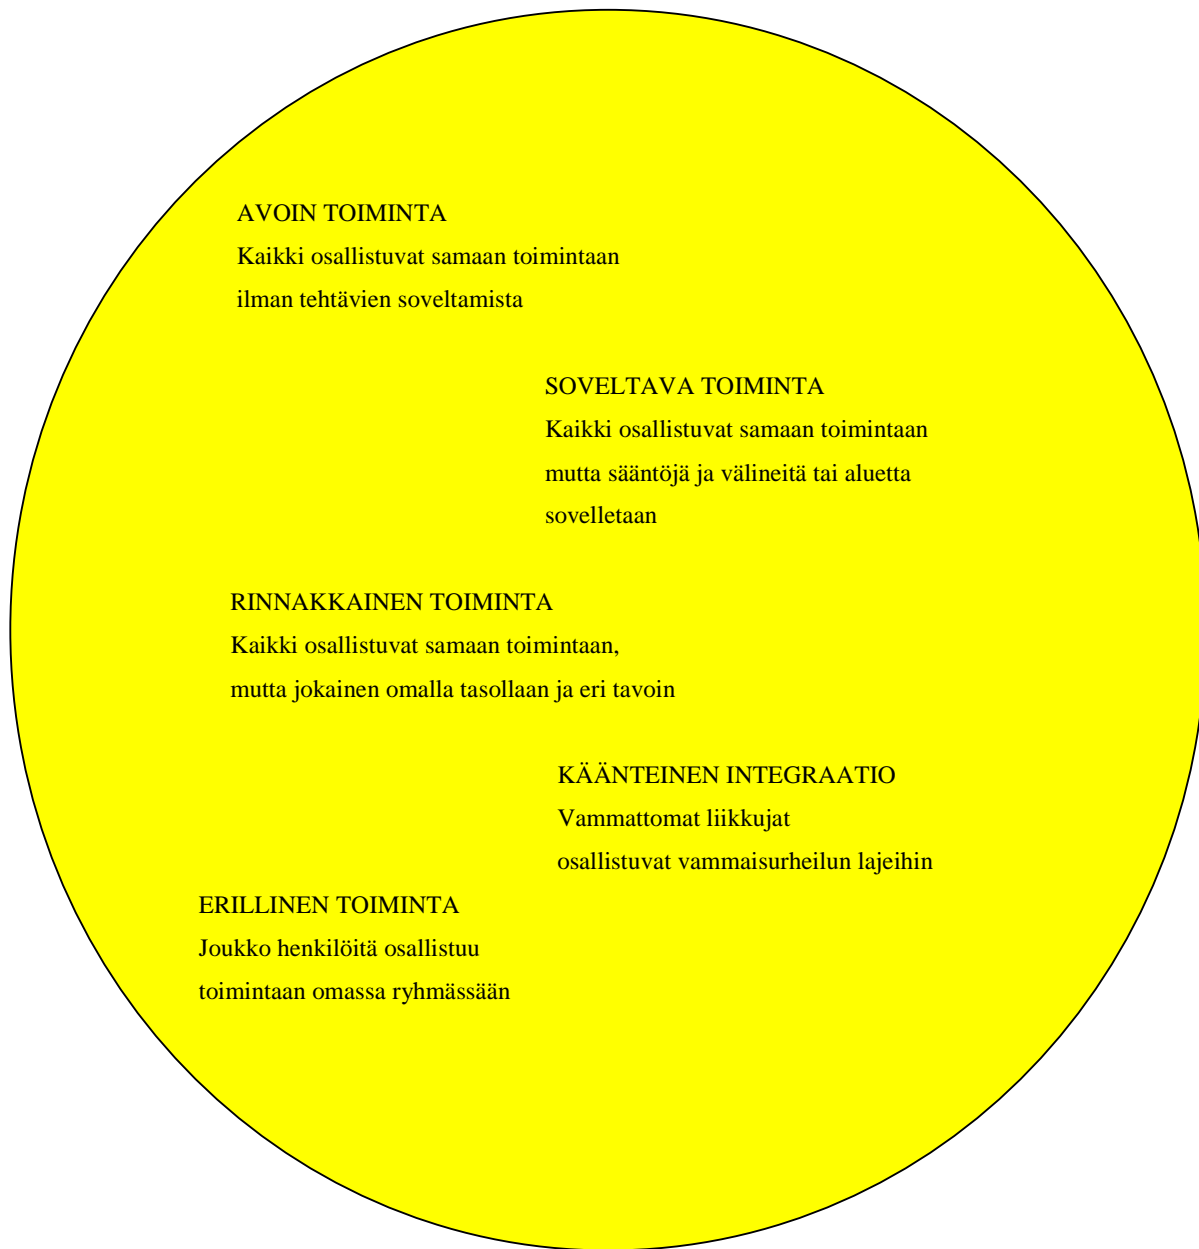 AVOIN TOIMINTA
Kaikki osallistuvat samaan toimintaan
ilman tehtävien soveltamista
SOVELTAVA TOIMINTA
Kaikki osallistuvat samaan toimintaan
mutta sääntöjä ja välineitä tai aluetta
sovelletaan
RINNAKKAINEN TOIMINTA
Kaikki osallistuvat samaan toimintaan,
mutta jokainen omalla tasollaan ja eri tavoin
KÄÄNTEINEN INTEGRAATIO
Vammattomat liikkujat
osallistuvat vammaisurheilun lajeihin
ERILLINEN TOIMINTA
Joukko henkilöitä osallistuu
toimintaan omassa ryhmässään